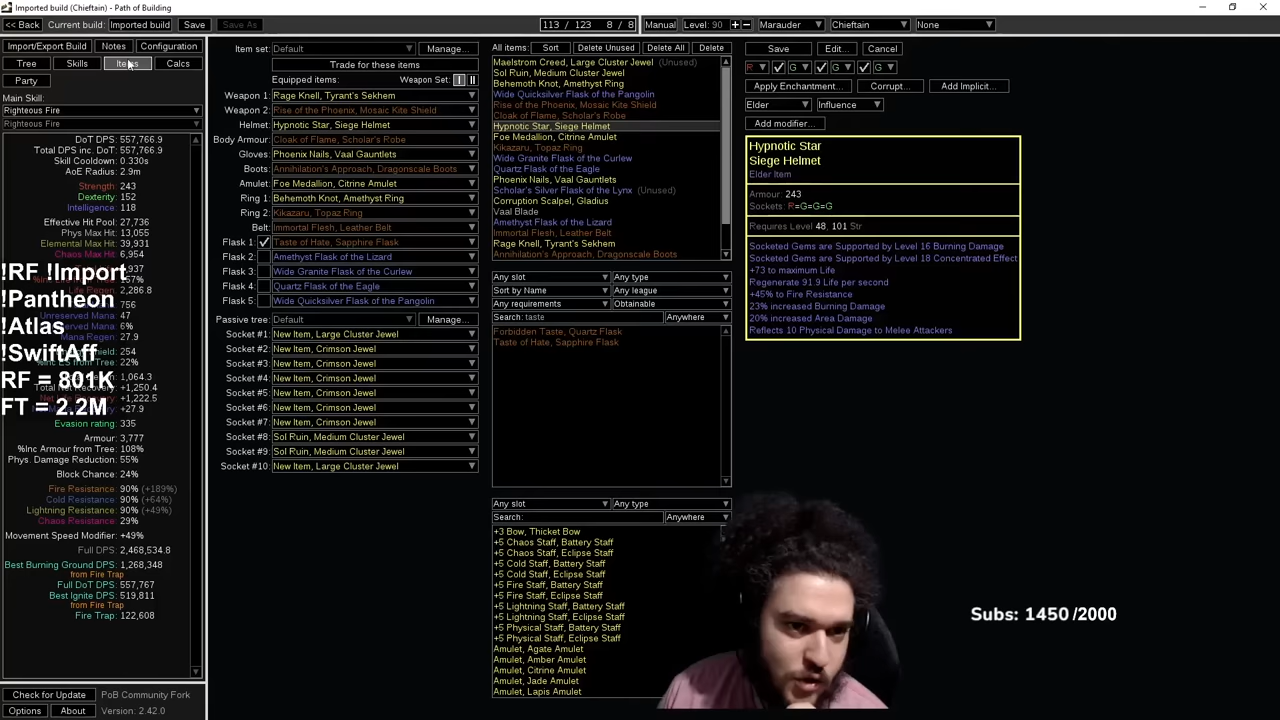 Imported build (Chieftain) - Path of Building
<< Back
Current build:
Imported build
Save
Save As
113 / 123 8 / 8
Manual
Level: 90
+
-
Marauder
Chieftain
None
Import/Export Build
Notes
Configuration
Tree
Skills
Items
Calcs
Party
Main Skill:
Righteous Fire
Righteous Fire
DoT DPS: 557,766.9
Total DPS inc. DoT: 557,766.9
Skill Cooldown: 0.330s
AoE Radius: 2.9m
Strength: 243
Dexterity: 152
Intelligence: 118
Effective Hit Pool: 27,736
Phys Max Hit: 13,055
Elemental Max Hit: 39,931
Chaos Max Hit: 6,954
!RF !Import
!Pantheon
!Atlas
!SwiftAff
RF = 801K
FT = 2.2M
937
157%
2,286.8
756
47
6%
Mana Regen: 27.9
254
22%
1,064.3
+1,250.4
+1,222.5
+27.9
Evasion rating: 335
Armour: 3,777
%Inc Armour from Tree: 108%
Phys. Damage Reduction: 55%
Block Chance: 24%
Fire Resistance: 90% (+189%)
Cold Resistance: 90% (+64%)
Lightning Resistance: 90% (+49%)
Chaos Resistance: 29%
Movement Speed Modifier: +49%
Full DPS: 2,468,534.8
Best Burning Ground DPS: 1,268,348
from Fire Trap
Full DoT DPS: 557,767
Best Ignite DPS: 519,811
from Fire Trap
Fire Trap: 122,608
Check for Update
PoB Community Fork
Options
About
Version: 2.42.0
Item set:
Default
Manage...
Trade for these items
Equipped items:
Weapon Set:
I
II
Weapon 1: Rage Knell, Tyrant's Sekhem
Weapon 2: Rise of the Phoenix, Mosaic Kite Shield
Helmet: Hypnotic Star, Siege Helmet
Body Armour: Cloak of Flame, Scholar's Robe
Gloves: Phoenix Nails, Vaal Gauntlets
Boots: Annihilation's Approach, Dragonscale Boots
Amulet: Foe Medallion, Citrine Amulet
Ring 1: Behemoth Knot, Amethyst Ring
Ring 2: Kikazaru, Topaz Ring
Belt: Immortal Flesh, Leather Belt
Flask 1: Taste of Hate, Sapphire Flask
Flask 2: Amethyst Flask of the Lizard
Flask 3: Wide Granite Flask of the Curlew
Flask 4: Quartz Flask of the Eagle
Flask 5: Wide Quicksilver Flask of the Pangolin
Passive tree:
Default
Manage...
Socket #1: New Item, Large Cluster Jewel
Socket #2: New Item, Crimson Jewel
Socket #3: New Item, Crimson Jewel
Socket #4: New Item, Crimson Jewel
Socket #5: New Item, Crimson Jewel
Socket #6: New Item, Crimson Jewel
Socket #7: New Item, Crimson Jewel
Socket #8: Sol Ruin, Medium Cluster Jewel
Socket #9: Sol Ruin, Medium Cluster Jewel
Socket #10: New Item, Large Cluster Jewel
All items:
Sort
Delete Unused
Delete All
Delete
Maelstrom Creed, Large Cluster Jewel (Unused)
Sol Ruin, Medium Cluster Jewel
Behemoth Knot, Amethyst Ring
Wide Quicksilver Flask of the Pangolin
Rise of the Phoenix, Mosaic Kite Shield
Cloak of Flame, Scholar's Robe
Hypnotic Star, Siege Helmet
Foe Medallion, Citrine Amulet
Kikazaru, Topaz Ring
Wide Granite Flask of the Curlew
Quartz Flask of the Eagle
Phoenix Nails, Vaal Gauntlets
Scholar's Silver Flask of the Lynx (Unused)
Corruption Scalpel, Gladius
Vaal Blade
Amethyst Flask of the Lizard
Immortal Flesh, Leather Belt
Rage Knell, Tyrant's Sekhem
Annihilation's Approach, Dragonscale Boots
Any slot
Any type
Sort by Name
Any league
Any requirements
Obtainable
Search: taste
Anywhere
Forbidden Taste, Quartz Flask
Taste of Hate, Sapphire Flask
Any slot
Any type
Search:
Anywhere
+3 Bow, Thicket Bow
+5 Chaos Staff, Battery Staff
+5 Chaos Staff, Eclipse Staff
+5 Cold Staff, Battery Staff
+5 Cold Staff, Eclipse Staff
+5 Fire Staff, Battery Staff
+5 Fire Staff, Eclipse Staff
+5 Lightning Staff, Battery Staff
+5 Lightning Staff, Eclipse Staff
+5 Physical Staff, Battery Staff
+5 Physical Staff, Eclipse Staff
Amulet, Agate Amulet
Amulet, Amber Amulet
Amulet, Citrine Amulet
Amulet, Jade Amulet
Amulet, Lapis Amulet
Save
Edit...
Cancel
R
G
G
G
Apply Enchantment...
Corrupt...
Add Implicit...
Elder
Influence
Add modifier...
Hypnotic Star
Siege Helmet
Elder Item
Armour: 243
Sockets: R=G=G=G
Requires Level 48, 101 Str
Socketed Gems are Supported by Level 16 Burning Damage
Socketed Gems are Supported by Level 18 Concentrated Effect
+73 to maximum Life
Regenerate 91.9 Life per second
+45% to Fire Resistance
23% increased Burning Damage
20% increased Area Damage
Reflects 10 Physical Damage to Melee Attackers
Subs: 1450 /2000